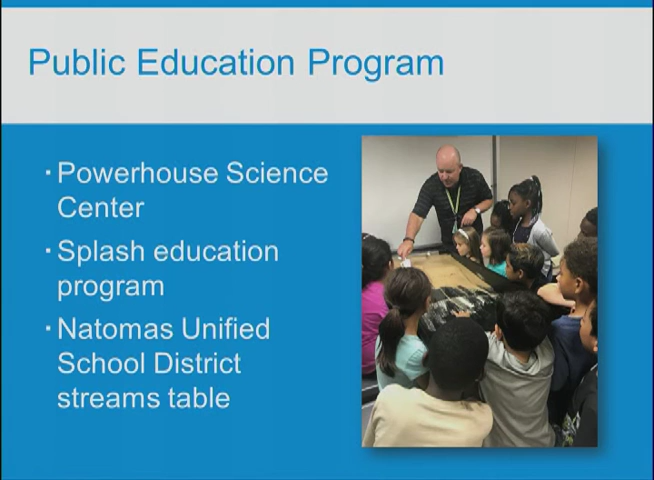 Public Education Program
· Powerhouse Science
Center
· Splash education
program
· Natomas Unified
School District
streams table